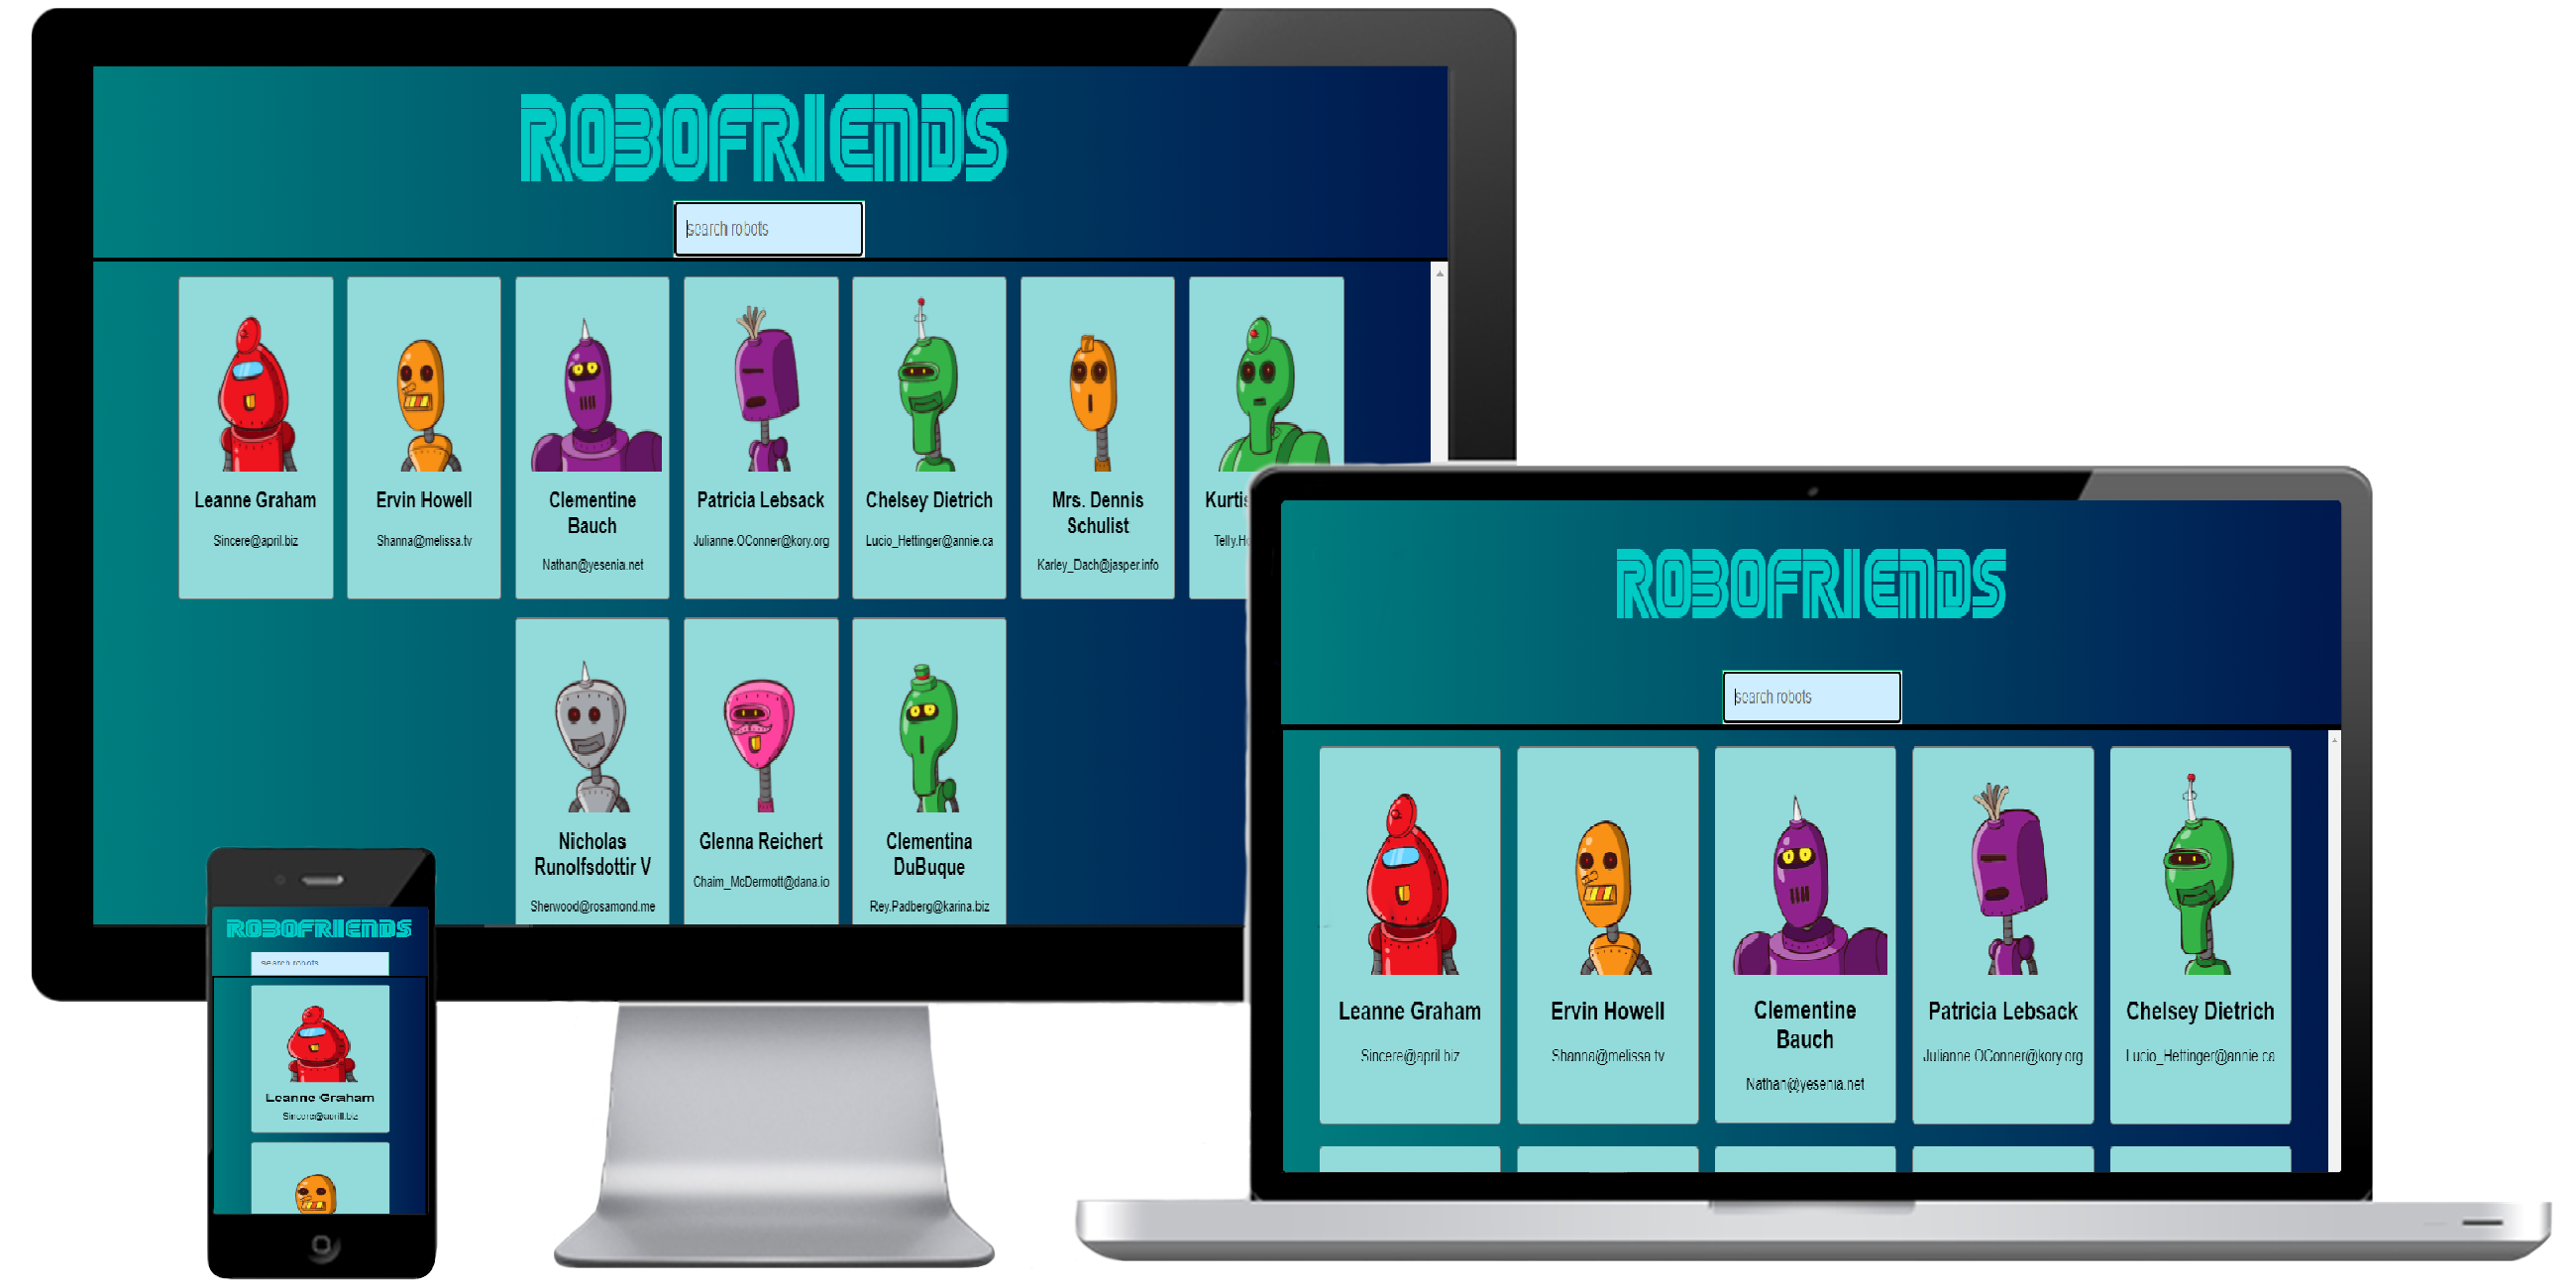 ROBOFRIENDS
search robots
Leanne Graham
Sincere@april.biz
Ervin Howell
Shanna@melissa.tv
Clementine
Bauch
Nathan@yesenia.net
Patricia Lebsack
Julianne.OConner@kory.org
Chelsey Dietrich
Lucio_Hettinger@annie.ca
Mrs. Dennis
Schulist
Karley_Dach@jasper.info
Nicholas
Runolfsdottir V
Sherwood@rosamond.me
Glenna Reichert
Chaim_McDermott@dana.io
Clementina
DuBuque
Rey.Padberg@karina.biz
ROBOFRIENDS
search robots
Leanne Graham
Sincere@april.biz
ROBOFRIENDS
search robots
Leanne Graham
Sincere@april.biz
Ervin Howell
Shanna@melissa.tv
Clementine
Bauch
Nathan@yesenia.net
Patricia Lebsack
Julianne.OConner@kory.org
Chelsey Dietrich
Lucio_Hettinger@annie.ca